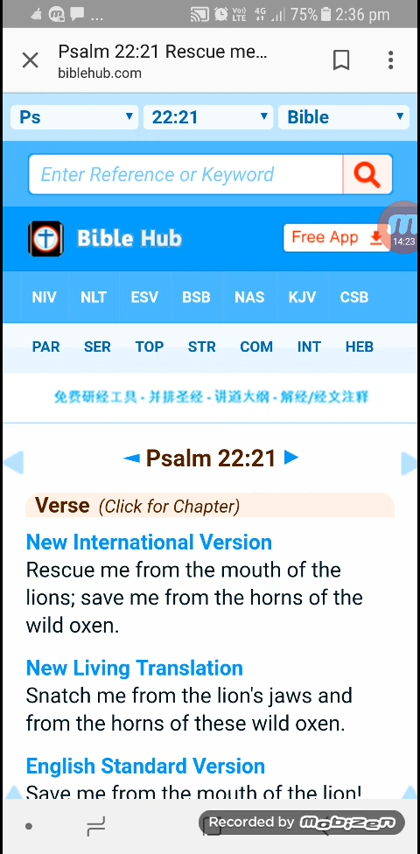 ... Vol) LTE 4G 75% 2:36 pm
Psalm 22:21 Rescue me...
biblehub.com
Ps 22:21 Bible
Enter Reference or Keyword
Bible Hub Free App
14:23
NIV NLT ESV BSB NAS KJV CSB
PAR SER TOP STR COM INT HEB
免费研经工具 - 并排圣经 - 讲道大纲 - 解经/经文注释
Psalm 22:21
Verse (Click for Chapter)
New International Version
Rescue me from the mouth of the
lions; save me from the horns of the
wild oxen.
New Living Translation
Snatch me from the lion's jaws and
from the horns of these wild oxen.
English Standard Version
Save me from the mouth of the lion!
Recorded by mobizen